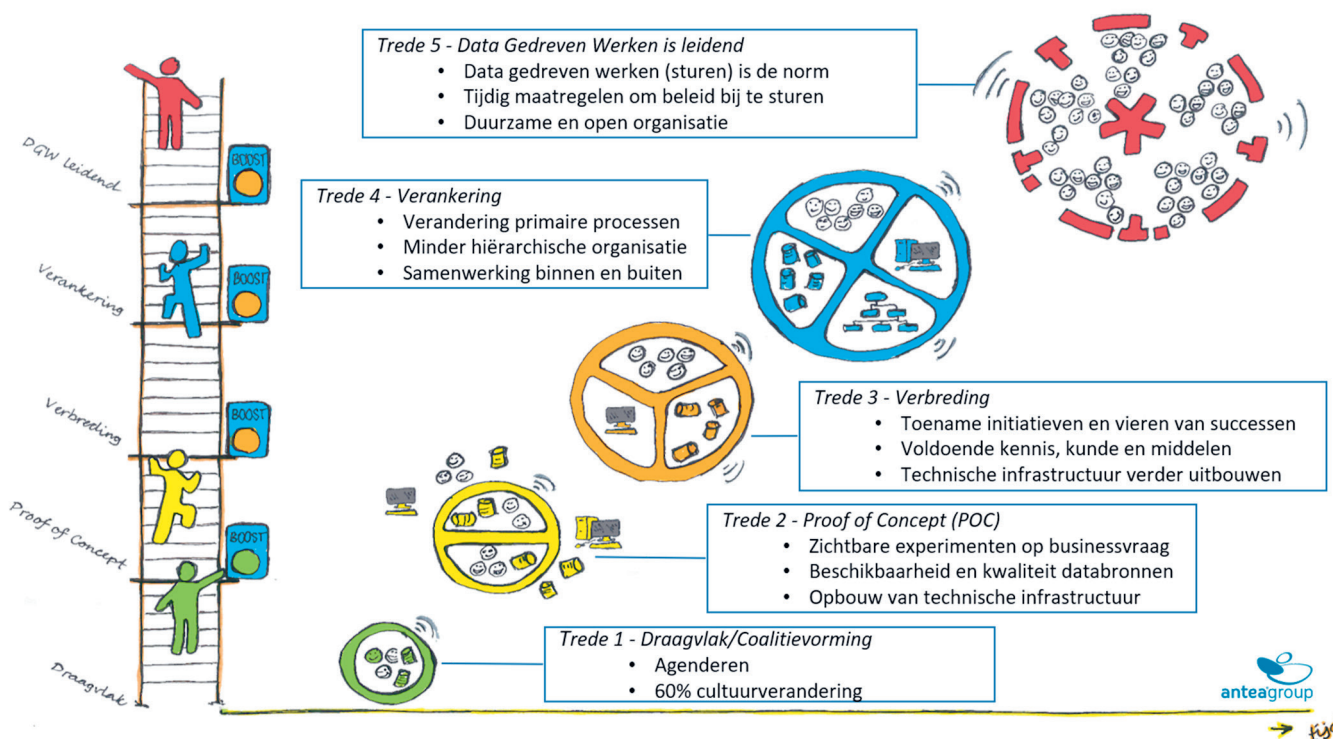 Trede 5 - Data Gedreven Werken is leidend
• Data gedreven werken (sturen) is de norm
• Tijdig maatregelen om beleid bij te sturen
• Duurzame en open organisatie
DGW leidend
BOOST
Trede 4 - Verankering
• Verandering primaire processen
• Minder hiërarchische organisatie
• Samenwerking binnen en buiten
Verankering
BOOST
Trede 3 - Verbreding
• Toename initiatieven en vieren van successen
• Voldoende kennis, kunde en middelen
• Technische infrastructuur verder uitbouwen
Verbreding
BOOST
Trede 2 - Proof of Concept (POC)
• Zichtbare experimenten op businessvraag
• Beschikbaarheid en kwaliteit databronnen
• Opbouw van technische infrastructuur
Proof of Concept
BOOST
Trede 1 - Draagvlak/Coalitievorming
• Agenderen
• 60% cultuurverandering
Draagvlak
anteagroup